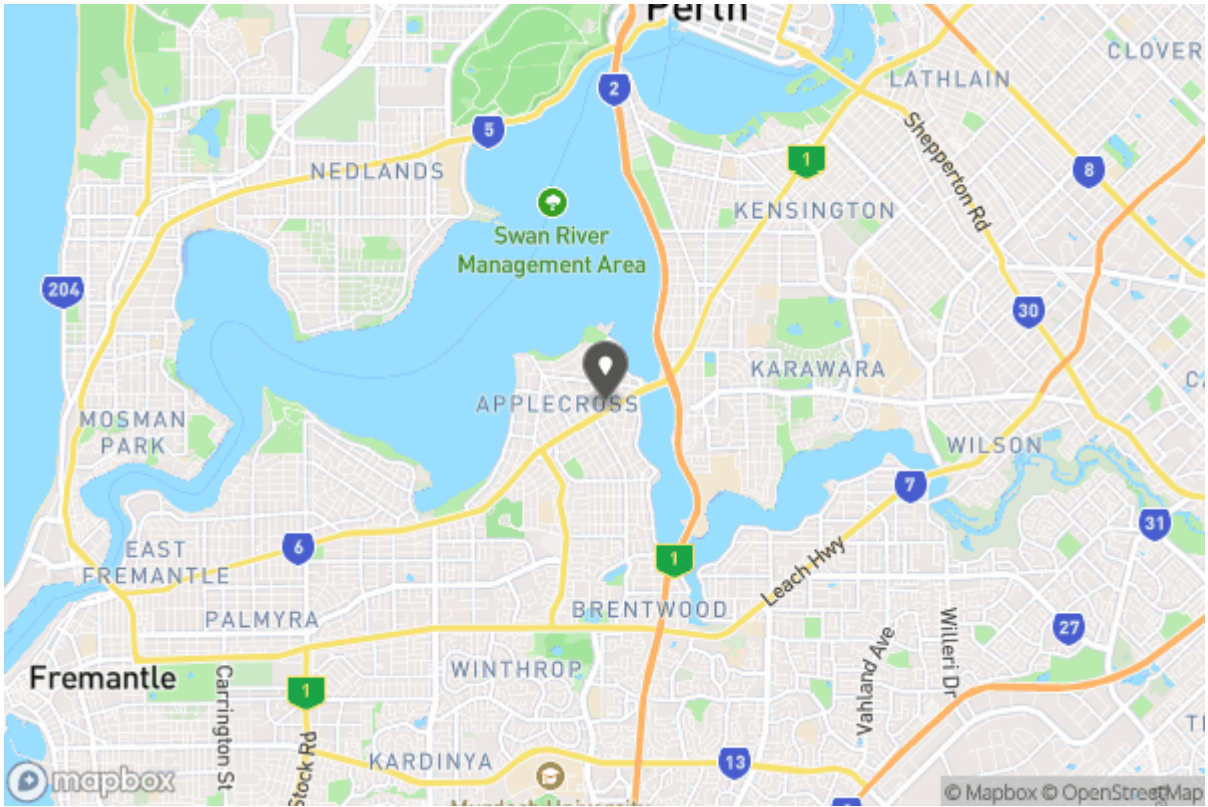 Perth
CLOVER
LATHLAIN
2
5
1
8
Shepperton Rd
NEDLANDS
KENSINGTON
Swan River
Management Area
204
30
KARAWARA
APPLECROSS
MOSMAN
PARK
WILSON
7
31
6
1
EAST
FREMANTLE
Leach Hwy
BRENTWOOD
PALMYRA
27
Willeri Dr
Vahland Ave
WINTHROP
Fremantle
Carrington St
1
Stock Rd
KARDINYA
13
Murdoch University
mapbox
© Mapbox © OpenStreetMap